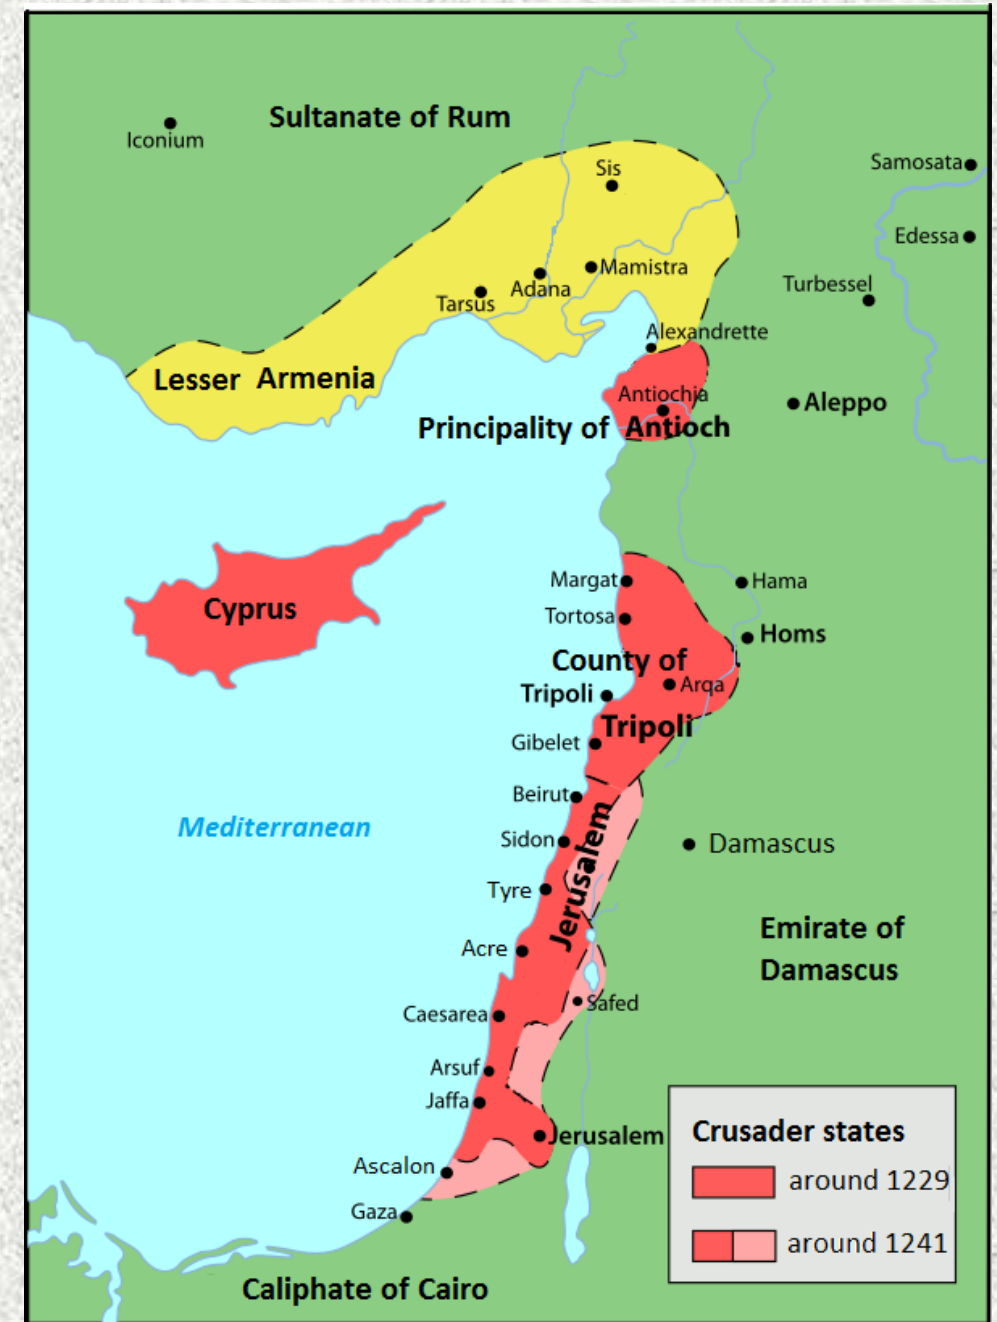 Sultanate of Rum
Iconium
Sis
Samosata
Edessa
Mamistra
Adana
Turbessel
Tarsus
Alexandrette
Lesser Armenia
Antiochia
Aleppo
Principality of Antioch
Margat
Hama
Tortosa
Cyprus
Homs
County of
Arqa
Tripoli
Tripoli
Gibelet
Beirut
Mediterranean
Sidon
Damascus
Jerusalem
Tyre
Emirate of
Damascus
Acre
Safed
Caesarea
Arsuf
Jaffa
Jerusalem
Ascalon
Gaza
Caliphate of Cairo
Crusader states
around 1229
around 1241